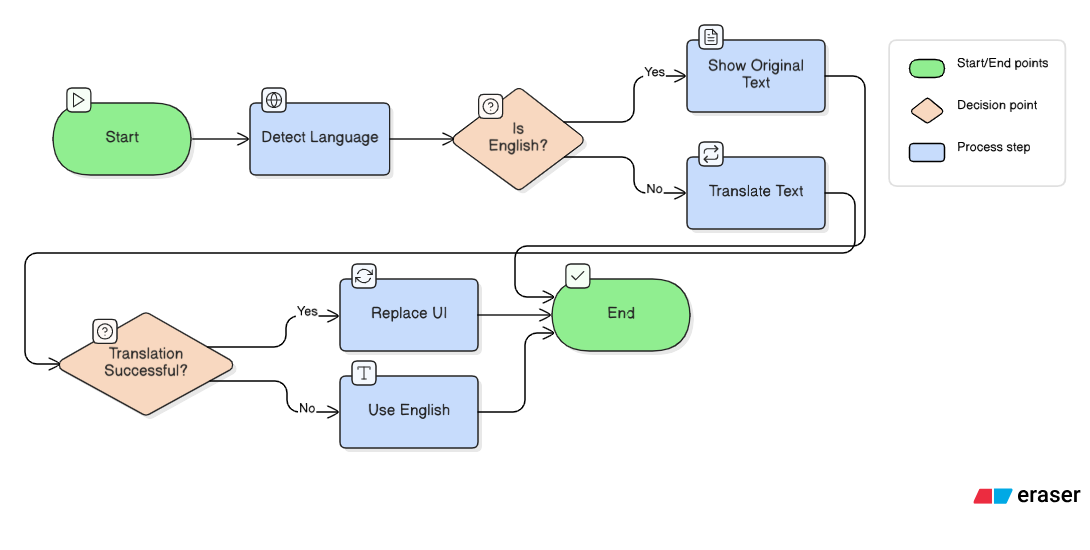 Start
Detect Language
Is
English?
Yes
Show Original
Text
No
Translate Text
Translation
Successful?
Yes
Replace UI
No
Use English
End
Start/End points
Decision point
Process step
eraser